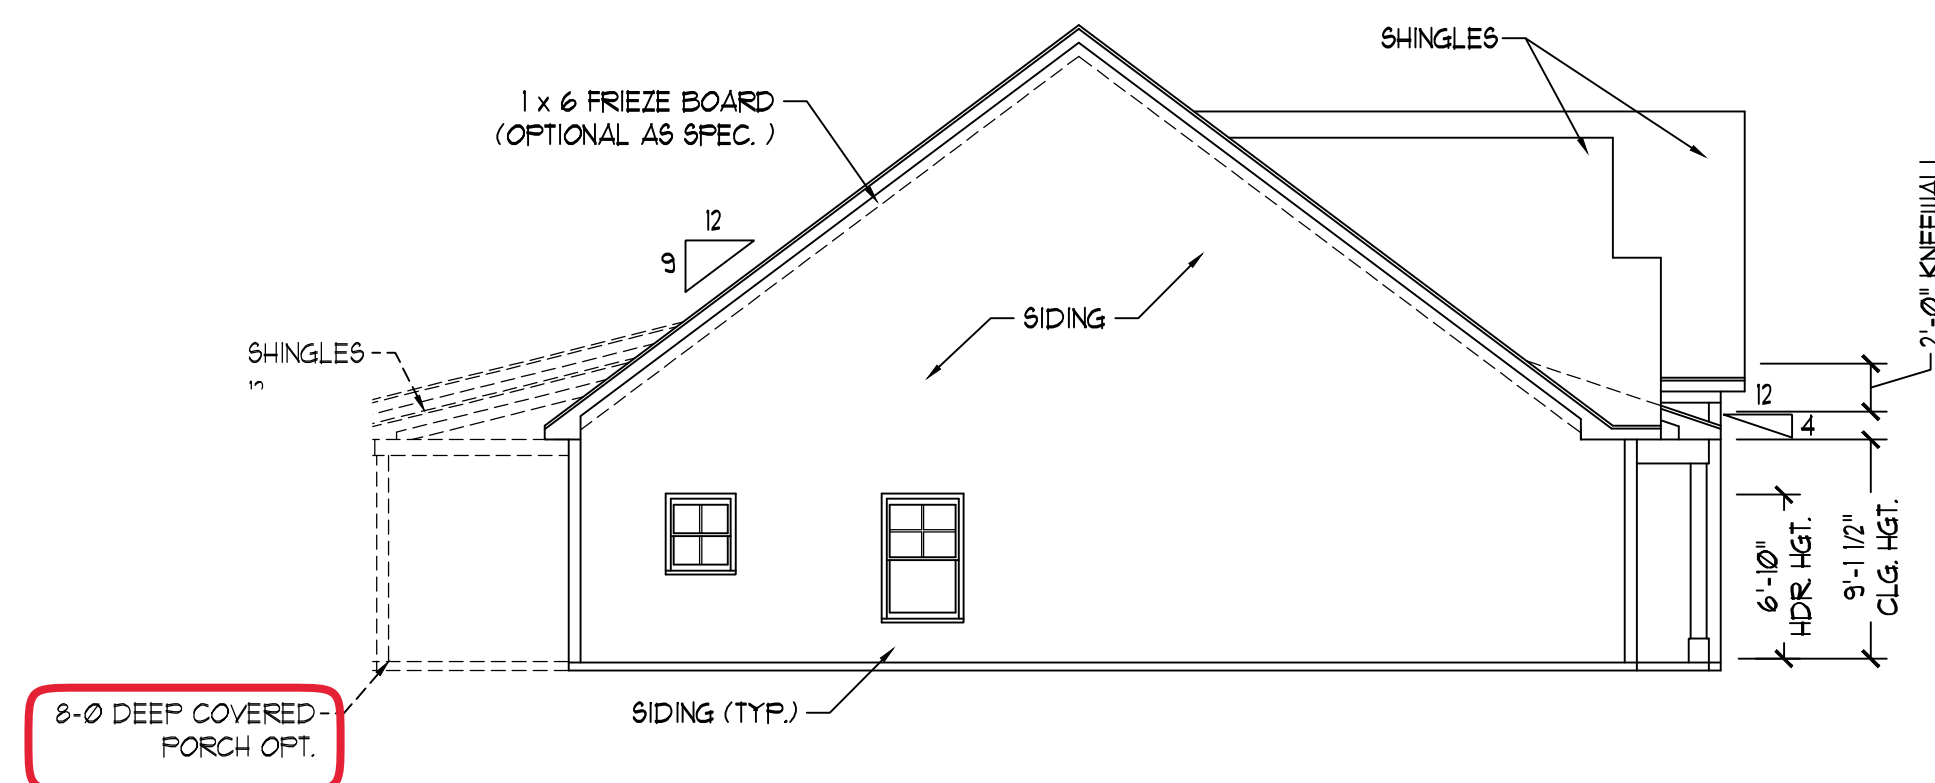 SHINGLES
1 x 6 FRIEZE BOARD
(OPTIONAL AS SPEC. )
12
9
SIDING
SHINGLES
2'-0" KNEEWALL
12
4
6'-10"
HDR. HGT.
9'-1 1/2"
CLG. HGT.
8-0 DEEP COVERED
PORCH OPT.
SIDING (TYP.)